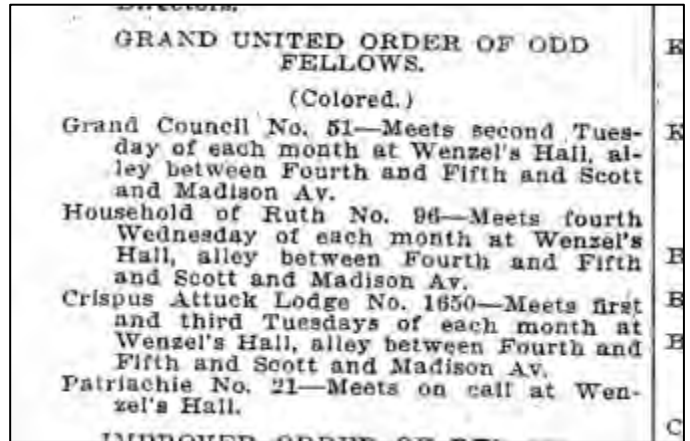 Directors.
GRAND UNITED ORDER OF ODD
FELLOWS.
(Colored.)
Grand Council No. 51—Meets second Tues-
day of each month at Wenzel's Hall, al-
ley between Fourth and Fifth and Scott
and Madison Av.
Household of Ruth No. 96—Meets fourth
Wednesday of each month at Wenzel's
Hall, alley between Fourth and Fifth
and Scott and Madison Av.
Crispus Attuck Lodge No. 1650—Meets first
and third Tuesdays of each month at
Wenzel's Hall, alley between Fourth and
Fifth and Scott and Madison Av.
Patriachie No. 21—Meets on call at Wen-
zel's Hall.
IMPROVED ORDER OF
K
K
B
B
B
C